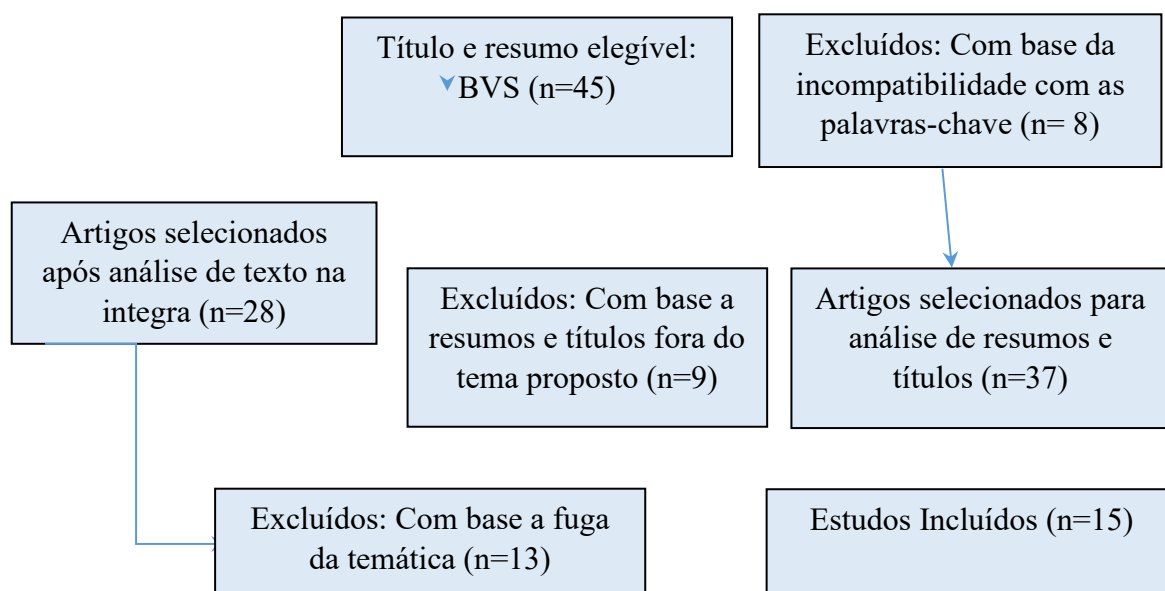 Título e resumo elegível:
BVS (n=45)
Excluídos: Com base da
incompatibilidade com as
palavras-chave (n= 8)
Artigos selecionados
após análise de texto na
integra (n=28)
Excluídos: Com base a
resumos e títulos fora do
tema proposto (n=9)
Artigos selecionados para
análise de resumos e
títulos (n=37)
Excluídos: Com base a fuga
da temática (n=13)
Estudos Incluídos (n=15)